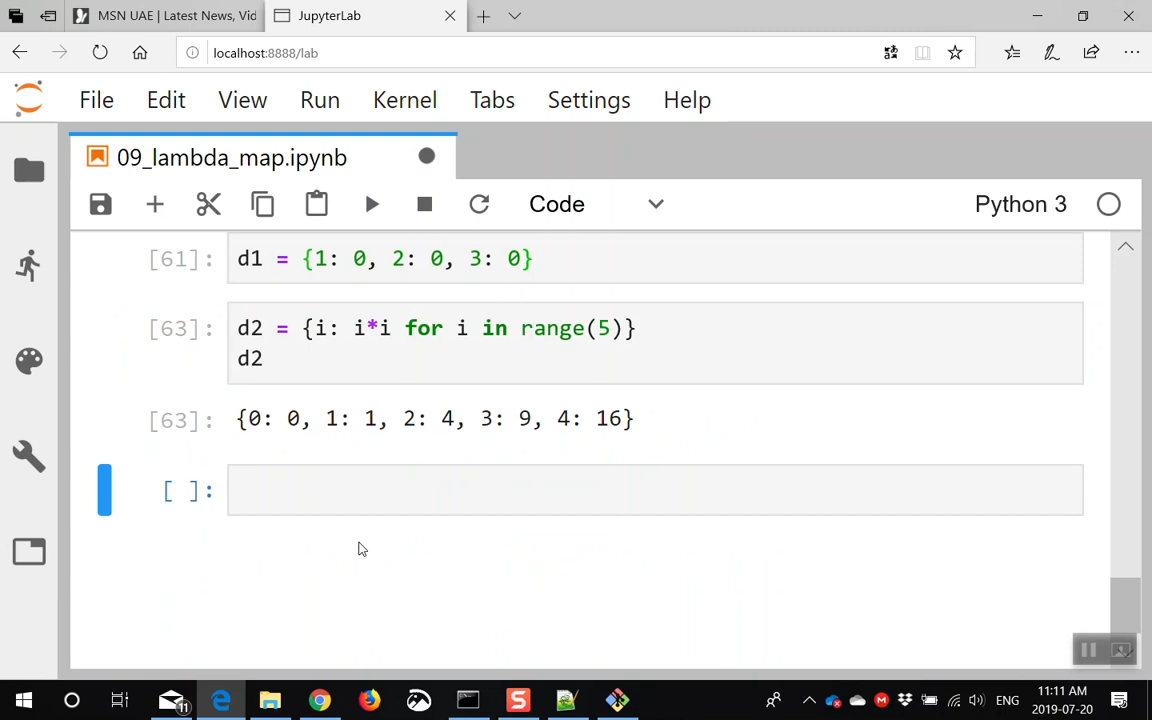 MSN UAE | Latest News, Vid
JupyterLab
localhost:8888/lab
File Edit View Run Kernel Tabs Settings Help
09_lambda_map.ipynb
Code
Python 3
[61]: d1 = {1: 0, 2: 0, 3: 0}
[63]: d2 = {i: i*i for i in range(5)}
d2
[63]: {0: 0, 1: 1, 2: 4, 3: 9, 4: 16}
[ ]:
11
ENG
11:11 AM
2019-07-20